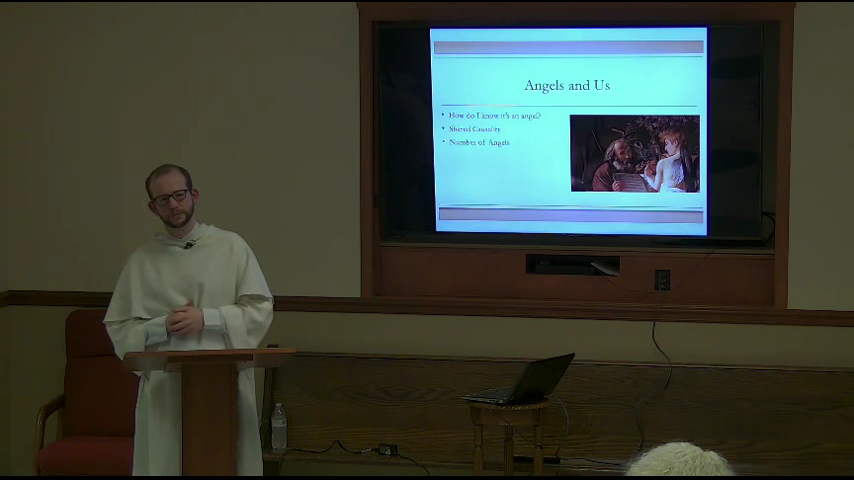 Angels and Us
• How do I know it's an angel?
• Shared Causality
• Number of Angels